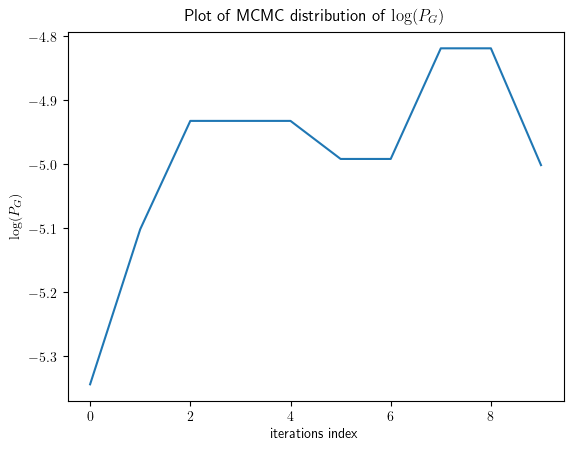 Plot of MCMC distribution of log(P_G)
−4.8
−4.9
−5.0
−5.1
−5.2
−5.3
log(P_G)
0 2 4 6 8
iterations index